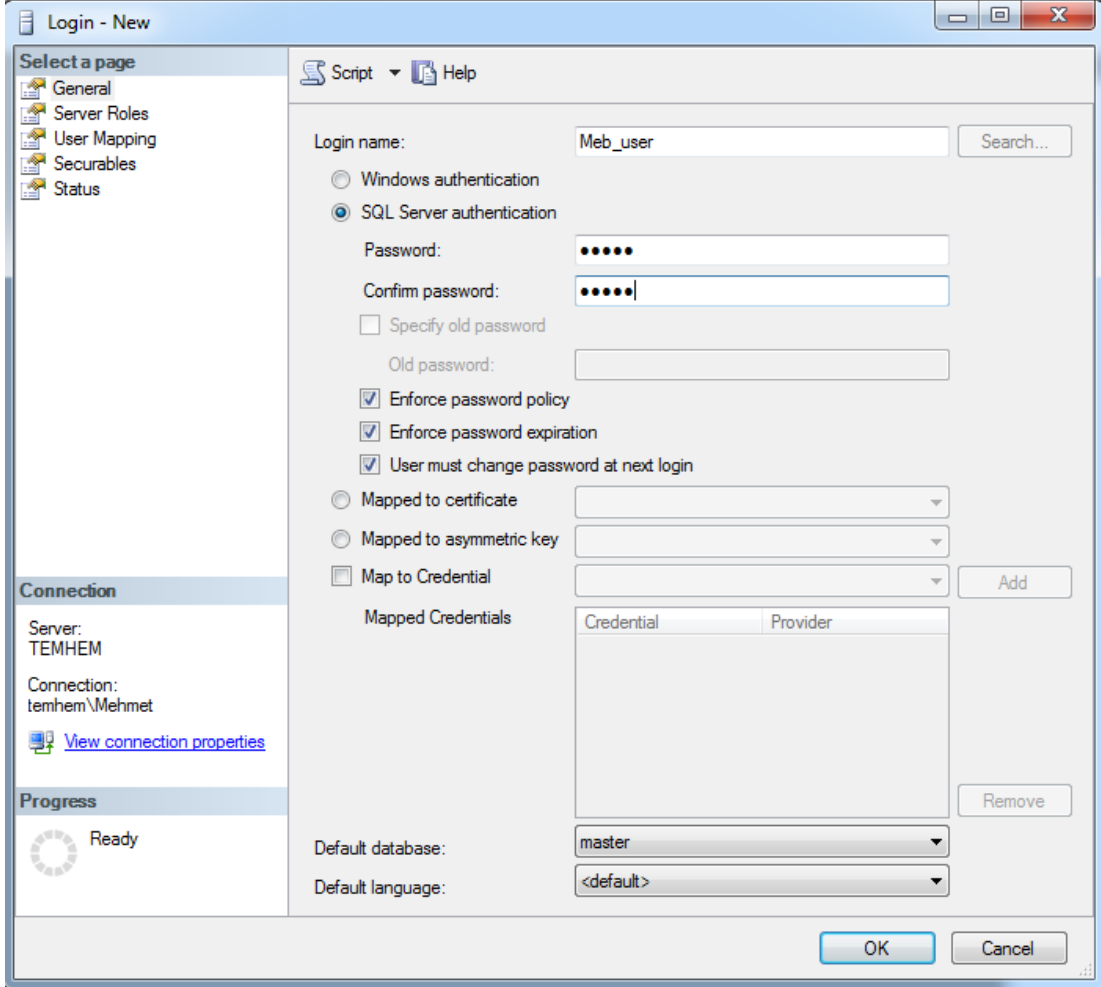 Login - New
Select a page
General
Server Roles
User Mapping
Securables
Status
Connection
Server:
TEMHEM
Connection:
temhem\Mehmet
View connection properties
Progress
Ready
Script Help
Login name: Meb_user Search...
Windows authentication
SQL Server authentication
Password: •••••
Confirm password: •••••
Specify old password
Old password:
Enforce password policy
Enforce password expiration
User must change password at next login
Mapped to certificate
Mapped to asymmetric key
Map to Credential Add
Mapped Credentials Credential Provider
Remove
Default database: master
Default language: <default>
OK Cancel